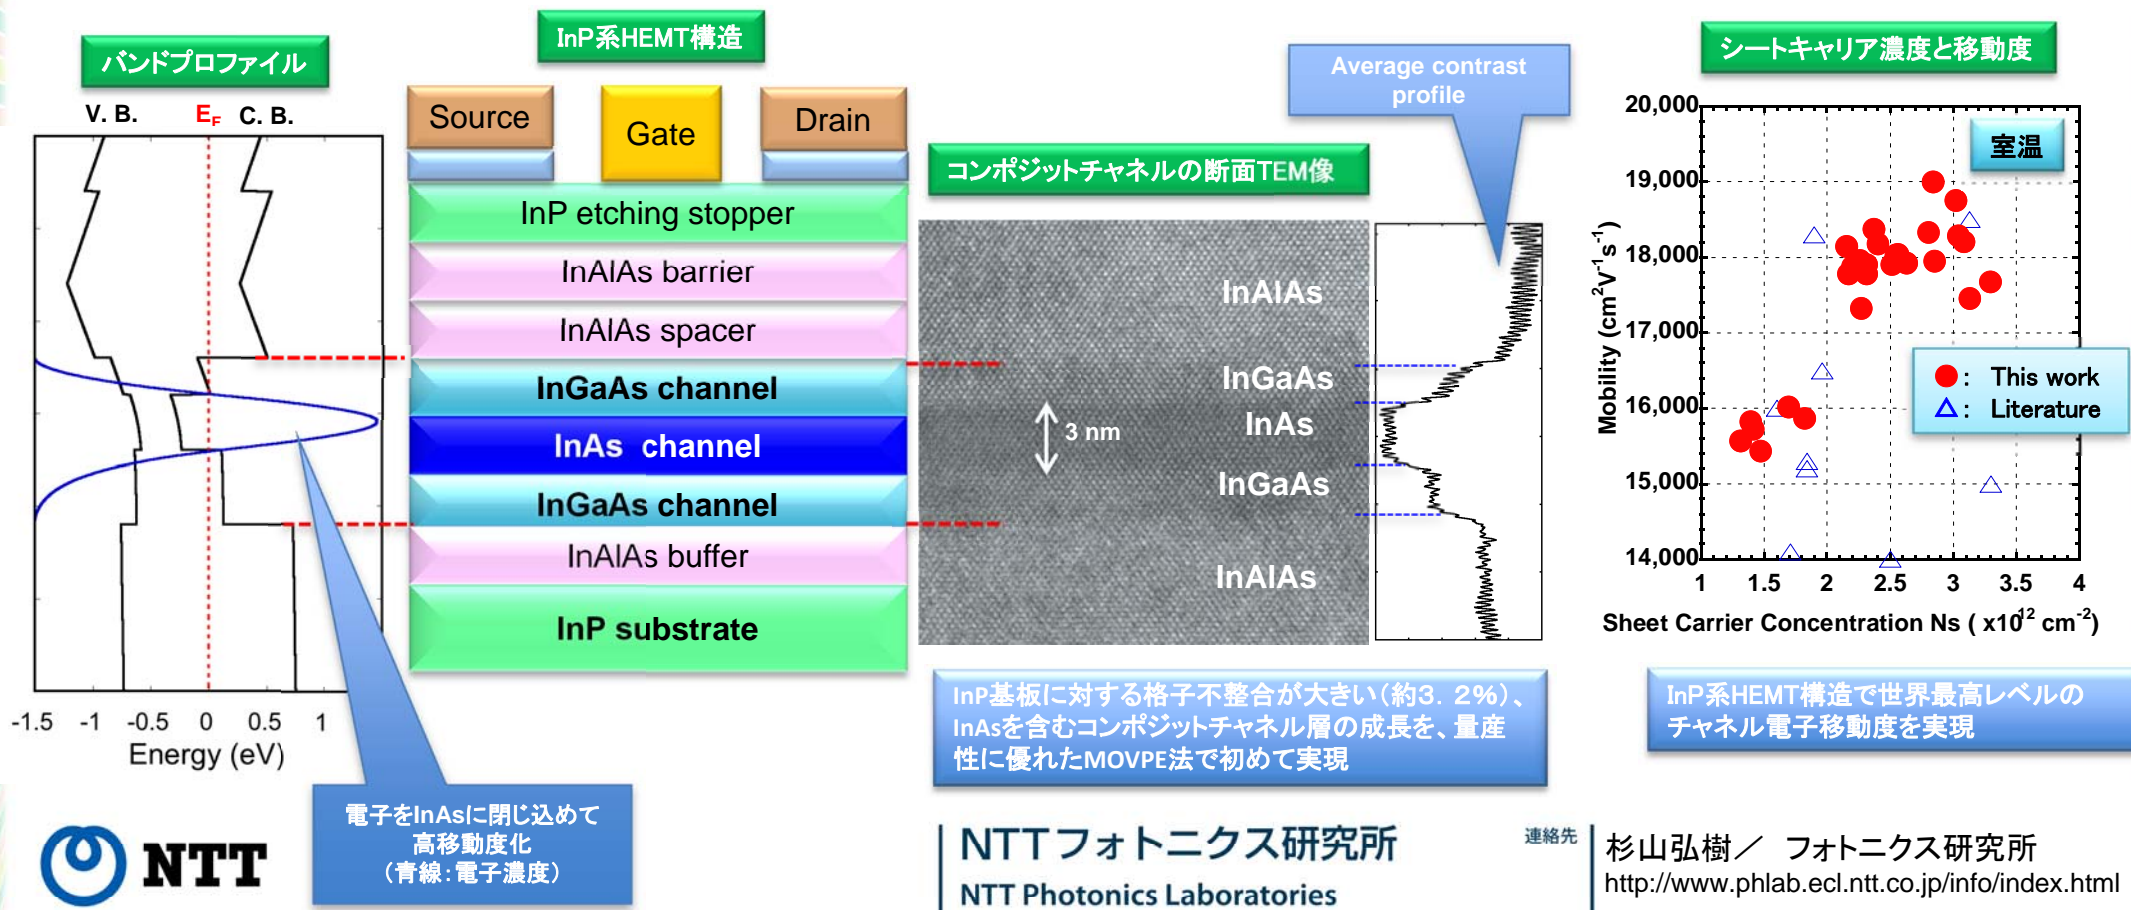 バンドプロファイル
V. B.
E_F
C. B.
-1.5
-1
-0.5
0
0.5
1
Energy (eV)
電子をInAsに閉じ込めて
高移動度化
（青線：電子濃度）
InP系HEMT構造
Source
Gate
Drain
InP etching stopper
InAlAs barrier
InAlAs spacer
InGaAs channel
InAs channel
InGaAs channel
InAlAs buffer
InP substrate
コンポジットチャネルの断面TEM像
Average contrast
profile
InAlAs
InGaAs
InAs
3 nm
InGaAs
InAlAs
InP基板に対する格子不整合が大きい（約３．２%）、
InAsを含むコンポジットチャネル層の成長を、量産
性に優れたMOVPE法で初めて実現
シートキャリア濃度と移動度
室温
20,000
19,000
18,000
17,000
16,000
15,000
14,000
Mobility (cm²V⁻¹s⁻¹)
: This work
: Literature
1
1.5
2
2.5
3
3.5
4
Sheet Carrier Concentration Ns ( x10¹² cm⁻²)
InP系HEMT構造で世界最高レベルの
チャネル電子移動度を実現
NTT
NTTフォトニクス研究所
NTT Photonics Laboratories
連絡先
杉山弘樹／ フォトニクス研究所
http://www.phlab.ecl.ntt.co.jp/info/index.html